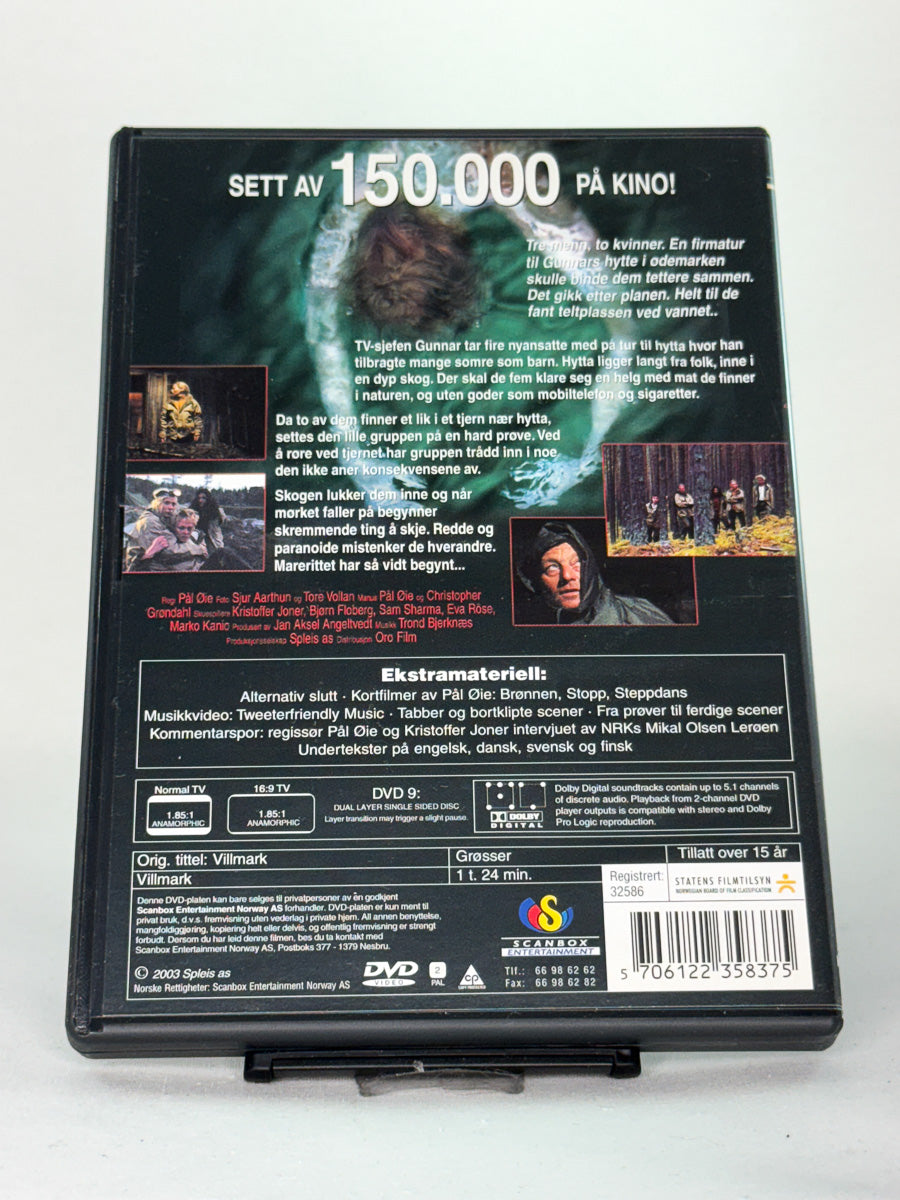 SETT AV 150.000 PÅ KINO!
Tre menn, to kvinner. En firmatur
til Gunnars hytte i ødemarken
skulle binde dem tettere sammen.
Det gikk etter planen. Helt til de
fant teltplassen ved vannet..
TV-sjefen Gunnar tar fire nyansatte med på tur til hytta hvor han
tilbragte mange somre som barn. Hytta ligger langt fra folk, inne i
en dyp skog. Der skal de fem klare seg en helg med mat de finner
i naturen, og uten goder som mobiltelefon og sigaretter.
Da to av dem finner et lik i et tjern nær hytta,
settes den lille gruppen på en hard prøve. Ved
å røre ved tjernet har gruppen trådd inn i noe
den ikke aner konsekvensene av.
Skogen lukker dem inne og når
mørket faller på begynner
skremmende ting å skje. Redde og
paranoide mistenker de hverandre.
Marerittet har så vidt begynt...
Regi Pål Øie Foto Sjur Aarthun og Tore Vollan Manus Pål Øie og Christopher
Grøndahl Skuespillere Kristoffer Joner, Bjørn Floberg, Sam Sharma, Eva Röse,
Marko Kanic Produsert av Jan Aksel Angeltvedt Musikk Trond Bjerknæs
Produksjonsselskap Spleis as Distribusjon Oro Film
Ekstramateriell:
Alternativ slutt · Kortfilmer av Pål Øie: Brønnen, Stopp, Steppdans
Musikkvideo: Tweeterfriendly Music · Tabber og bortklipte scener · Fra prøver til ferdige scener
Kommentarspor: regissør Pål Øie og Kristoffer Joner intervjuet av NRKs Mikal Olsen Lerøen
Undertekster på engelsk, dansk, svensk og finsk
Normal TV
1.85:1
ANAMORPHIC
16:9 TV
1.85:1
ANAMORPHIC
DVD 9:
DUAL LAYER SINGLE SIDED DISC
Layer transition may trigger a slight pause.
DOLBY
DIGITAL
Dolby Digital soundtracks contain up to 5.1 channels
of discrete audio. Playback from 2-channel DVD
player outputs is compatible with stereo and Dolby
Pro Logic reproduction.
Orig. tittel: Villmark
Grøsser
Tillatt over 15 år
Villmark
1 t. 24 min.
Registrert:
32586
STATENS FILMTILSYN
NORWEGIAN BOARD OF FILM CLASSIFICATION
Denne DVD-platen kan bare selges til privatpersoner av en godkjent
Scanbox Entertainment Norway AS forhandler. DVD-platen er kun ment til
privat bruk, d.v.s. fremvisning uten vederlag i private hjem. All annen benyttelse,
mangfoldiggjøring, kopiering helt eller delvis, og offentlig fremvisning er strengt
forbudt. Dersom du har leid denne filmen, bes du ta kontakt med
Scanbox Entertainment Norway AS, Postboks 377 - 1379 Nesbru.
S
SCANBOX
ENTERTAINMENT
Tlf.: 66 98 62 62
Fax: 66 98 62 82
© 2003 Spleis as
Norske Rettigheter: Scanbox Entertainment Norway AS
DVD
VIDEO
2
PAL
CP
COPY PROTECTED
5 706122 358375